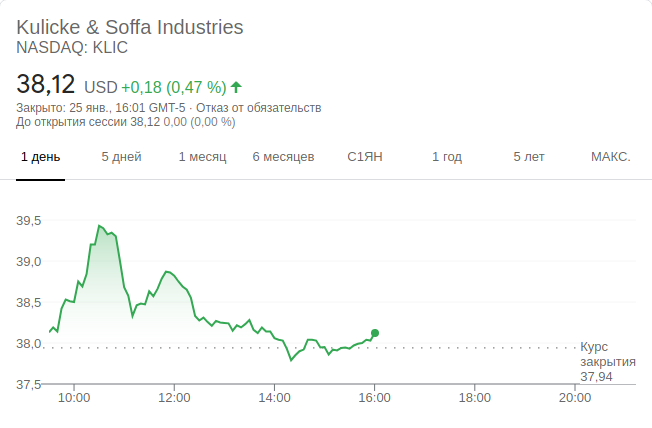 Kulicke & Soffa Industries
NASDAQ: KLIC
38,12 USD +0,18 (0,47 %)
Закрыто: 25 янв., 16:01 GMT-5 · Отказ от обязательств
До открытия сессии 38,12 0,00 (0,00 %)
1 день 5 дней 1 месяц 6 месяцев С1ЯН 1 год 5 лет МАКС.
39,5
39,0
38,5
38,0
37,5
Курс
закрытия
37,94
10:00 12:00 14:00 16:00 18:00 20:00